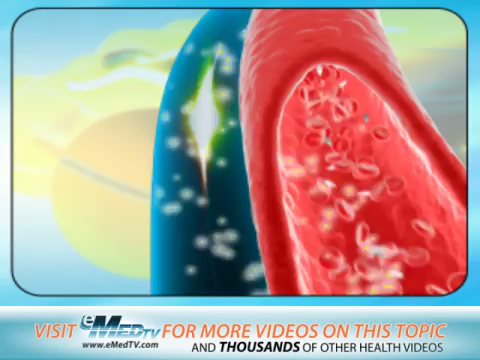 VISIT eMEDTV FOR MORE VIDEOS ON THIS TOPIC
www.eMedTV.com AND THOUSANDS OF OTHER HEALTH VIDEOS